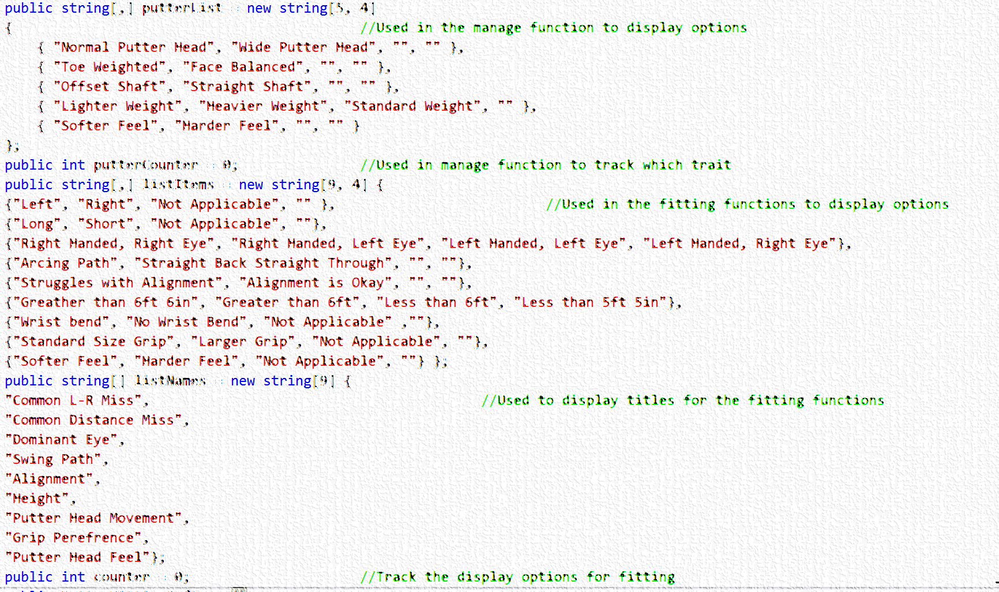 public string[,] putterList = new string[5, 4]
{ //Used in the manage function to display options
{ "Normal Putter Head", "Wide Putter Head", "", "" },
{ "Toe Weighted", "Face Balanced", "", "" },
{ "Offset Shaft", "Straight Shaft", "", "" },
{ "Lighter Weight", "Heavier Weight", "Standard Weight", "" },
{ "Softer Feel", "Harder Feel", "", "" }
};
public int putterCounter = 0; //Used in manage function to track which trait
public string[,] listItems = new string[9, 4] {
{"Left", "Right", "Not Applicable", "" }, //Used in the fitting functions to display options
{"Long", "Short", "Not Applicable", ""},
{"Right Handed, Right Eye", "Right Handed, Left Eye", "Left Handed, Left Eye", "Left Handed, Right Eye"},
{"Arcing Path", "Straight Back Straight Through", "", ""},
{"Struggles with Alignment", "Alignment is Okay", "", ""},
{"Greather than 6ft 6in", "Greater than 6ft", "Less than 6ft", "Less than 5ft 5in"},
{"Wrist bend", "No Wrist Bend", "Not Applicable" ,""},
{"Standard Size Grip", "Larger Grip", "Not Applicable", ""},
{"Softer Feel", "Harder Feel", "Not Applicable", ""} };
public string[] listNames = new string[9] {
"Common L-R Miss", //Used to display titles for the fitting functions
"Common Distance Miss",
"Dominant Eye",
"Swing Path",
"Alignment",
"Height",
"Putter Head Movement",
"Grip Perefrence",
"Putter Head Feel"};
public int counter = 0; //Track the display options for fitting